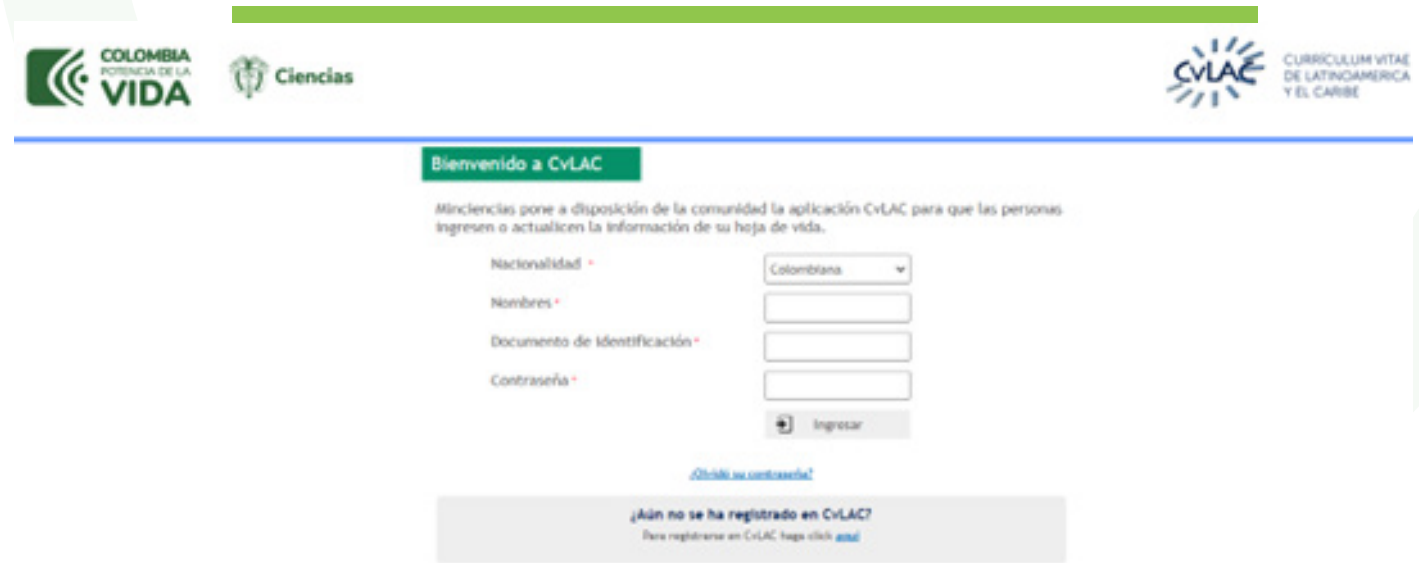 COLOMBIA
POTENCIA DE LA
VIDA
Ciencias
CvLAC
CURRÍCULUM VITAE
DE LATINOAMERICA
Y EL CARIBE
Bienvenido a CvLAC
Minciencias pone a disposición de la comunidad la aplicación CvLAC para que las personas
ingresen o actualicen la información de su hoja de vida.
Nacionalidad *
Colombiana
Nombres *
Documento de identificación *
Contraseña *
Ingresar
¿Olvidó su contraseña?
¿Aún no se ha registrado en CvLAC?
Para registrarse en CvLAC haga click aquí